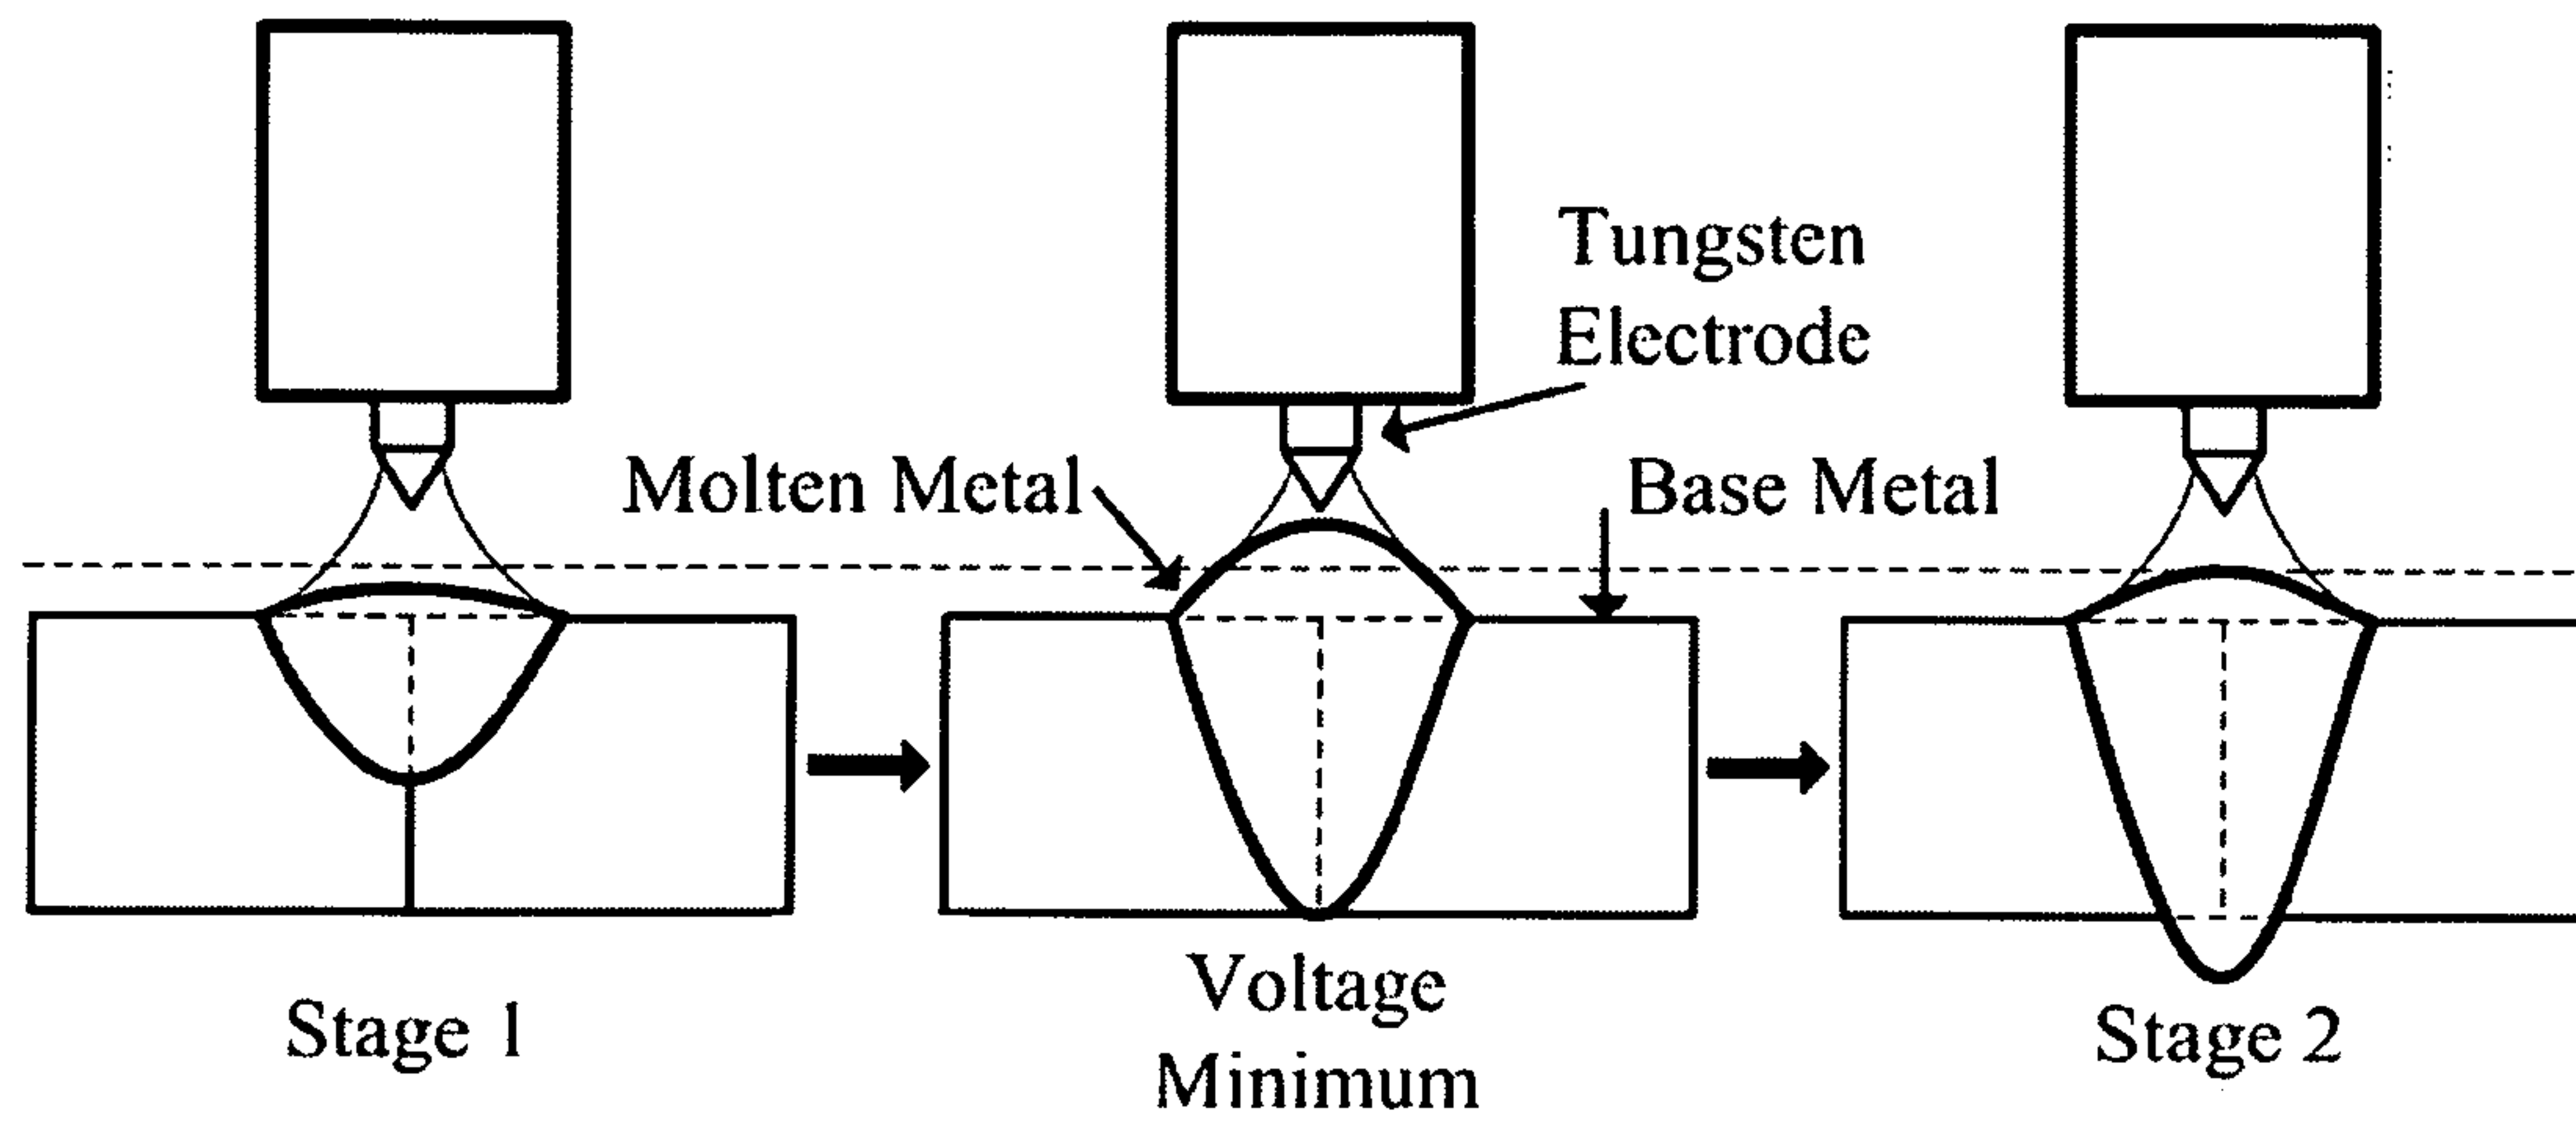 Tungsten
Electrode
Molten Metal
Base Metal
Stage 1
Voltage
Minimum
Stage 2